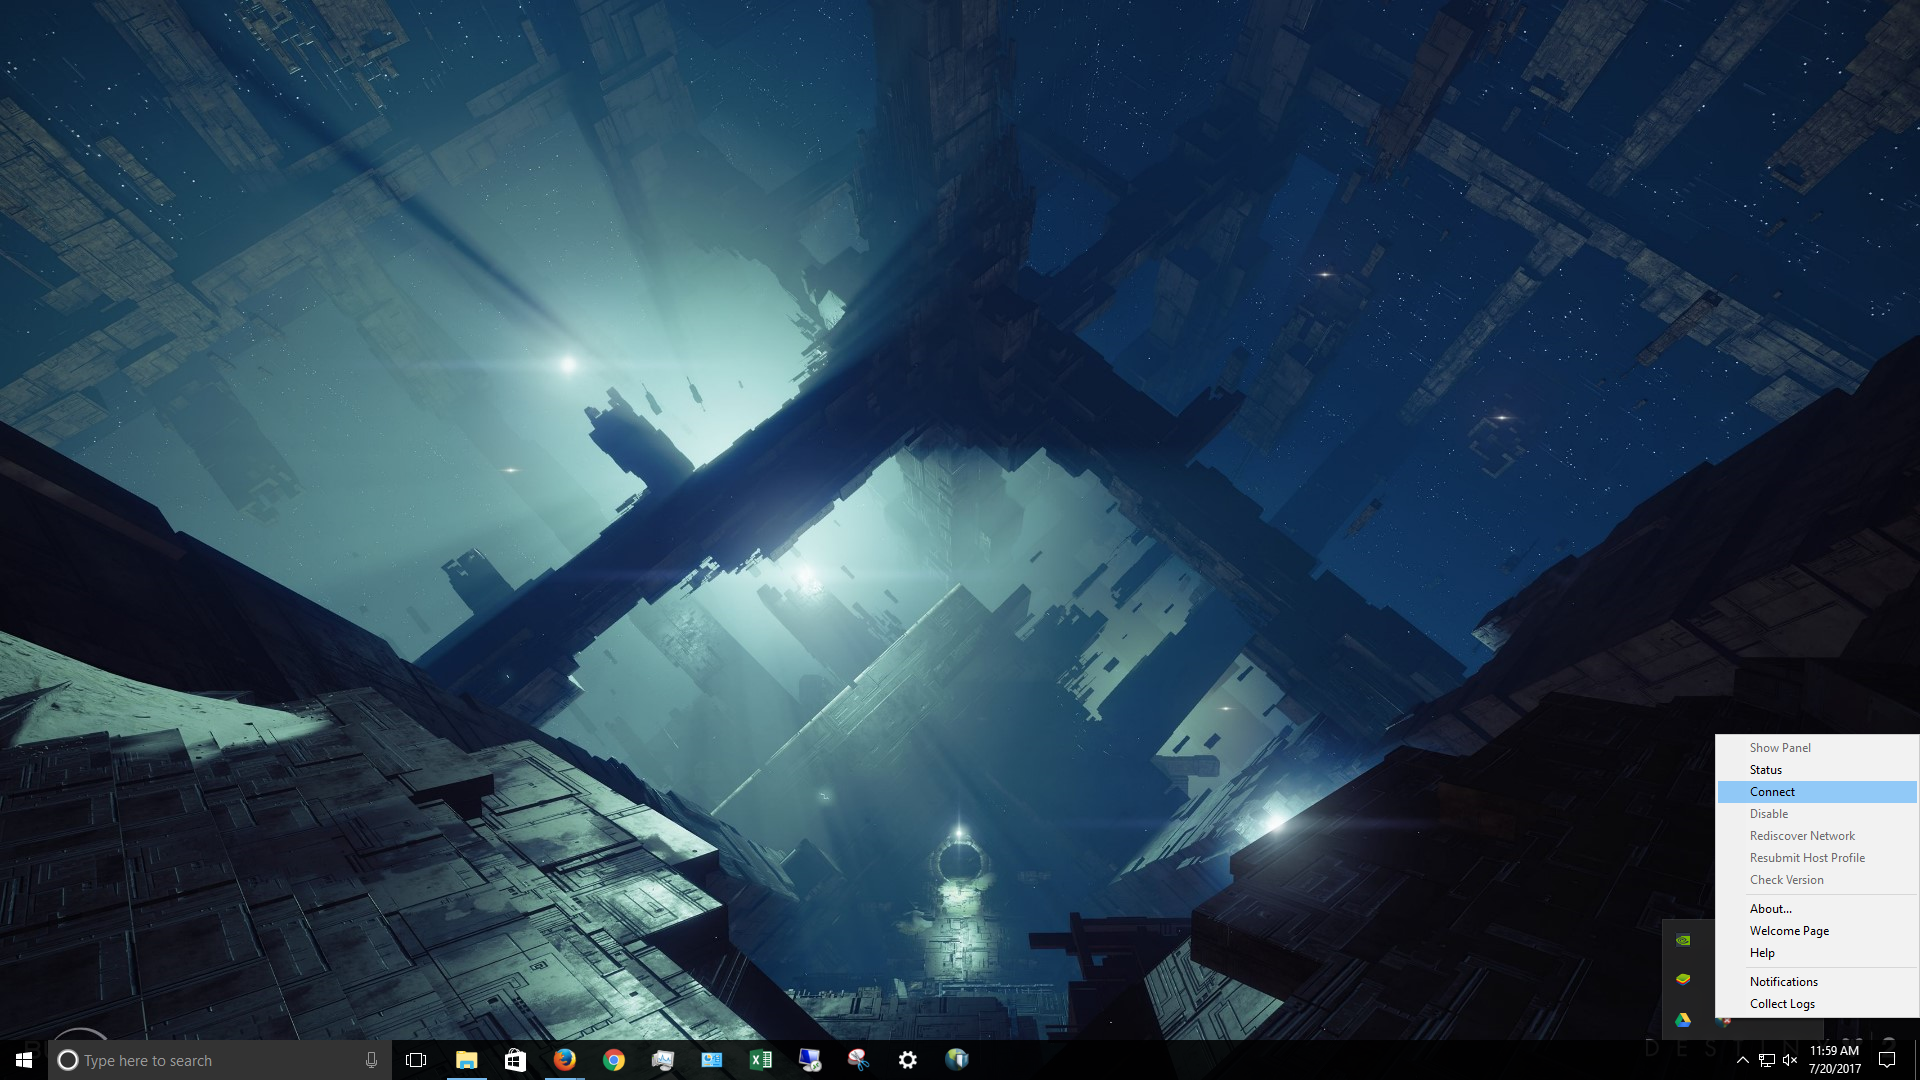 Show Panel
Status
Connect
Disable
Rediscover Network
Resubmit Host Profile
Check Version
About...
Welcome Page
Help
Notifications
Collect Logs
Type here to search
11:59 AM
7/20/2017